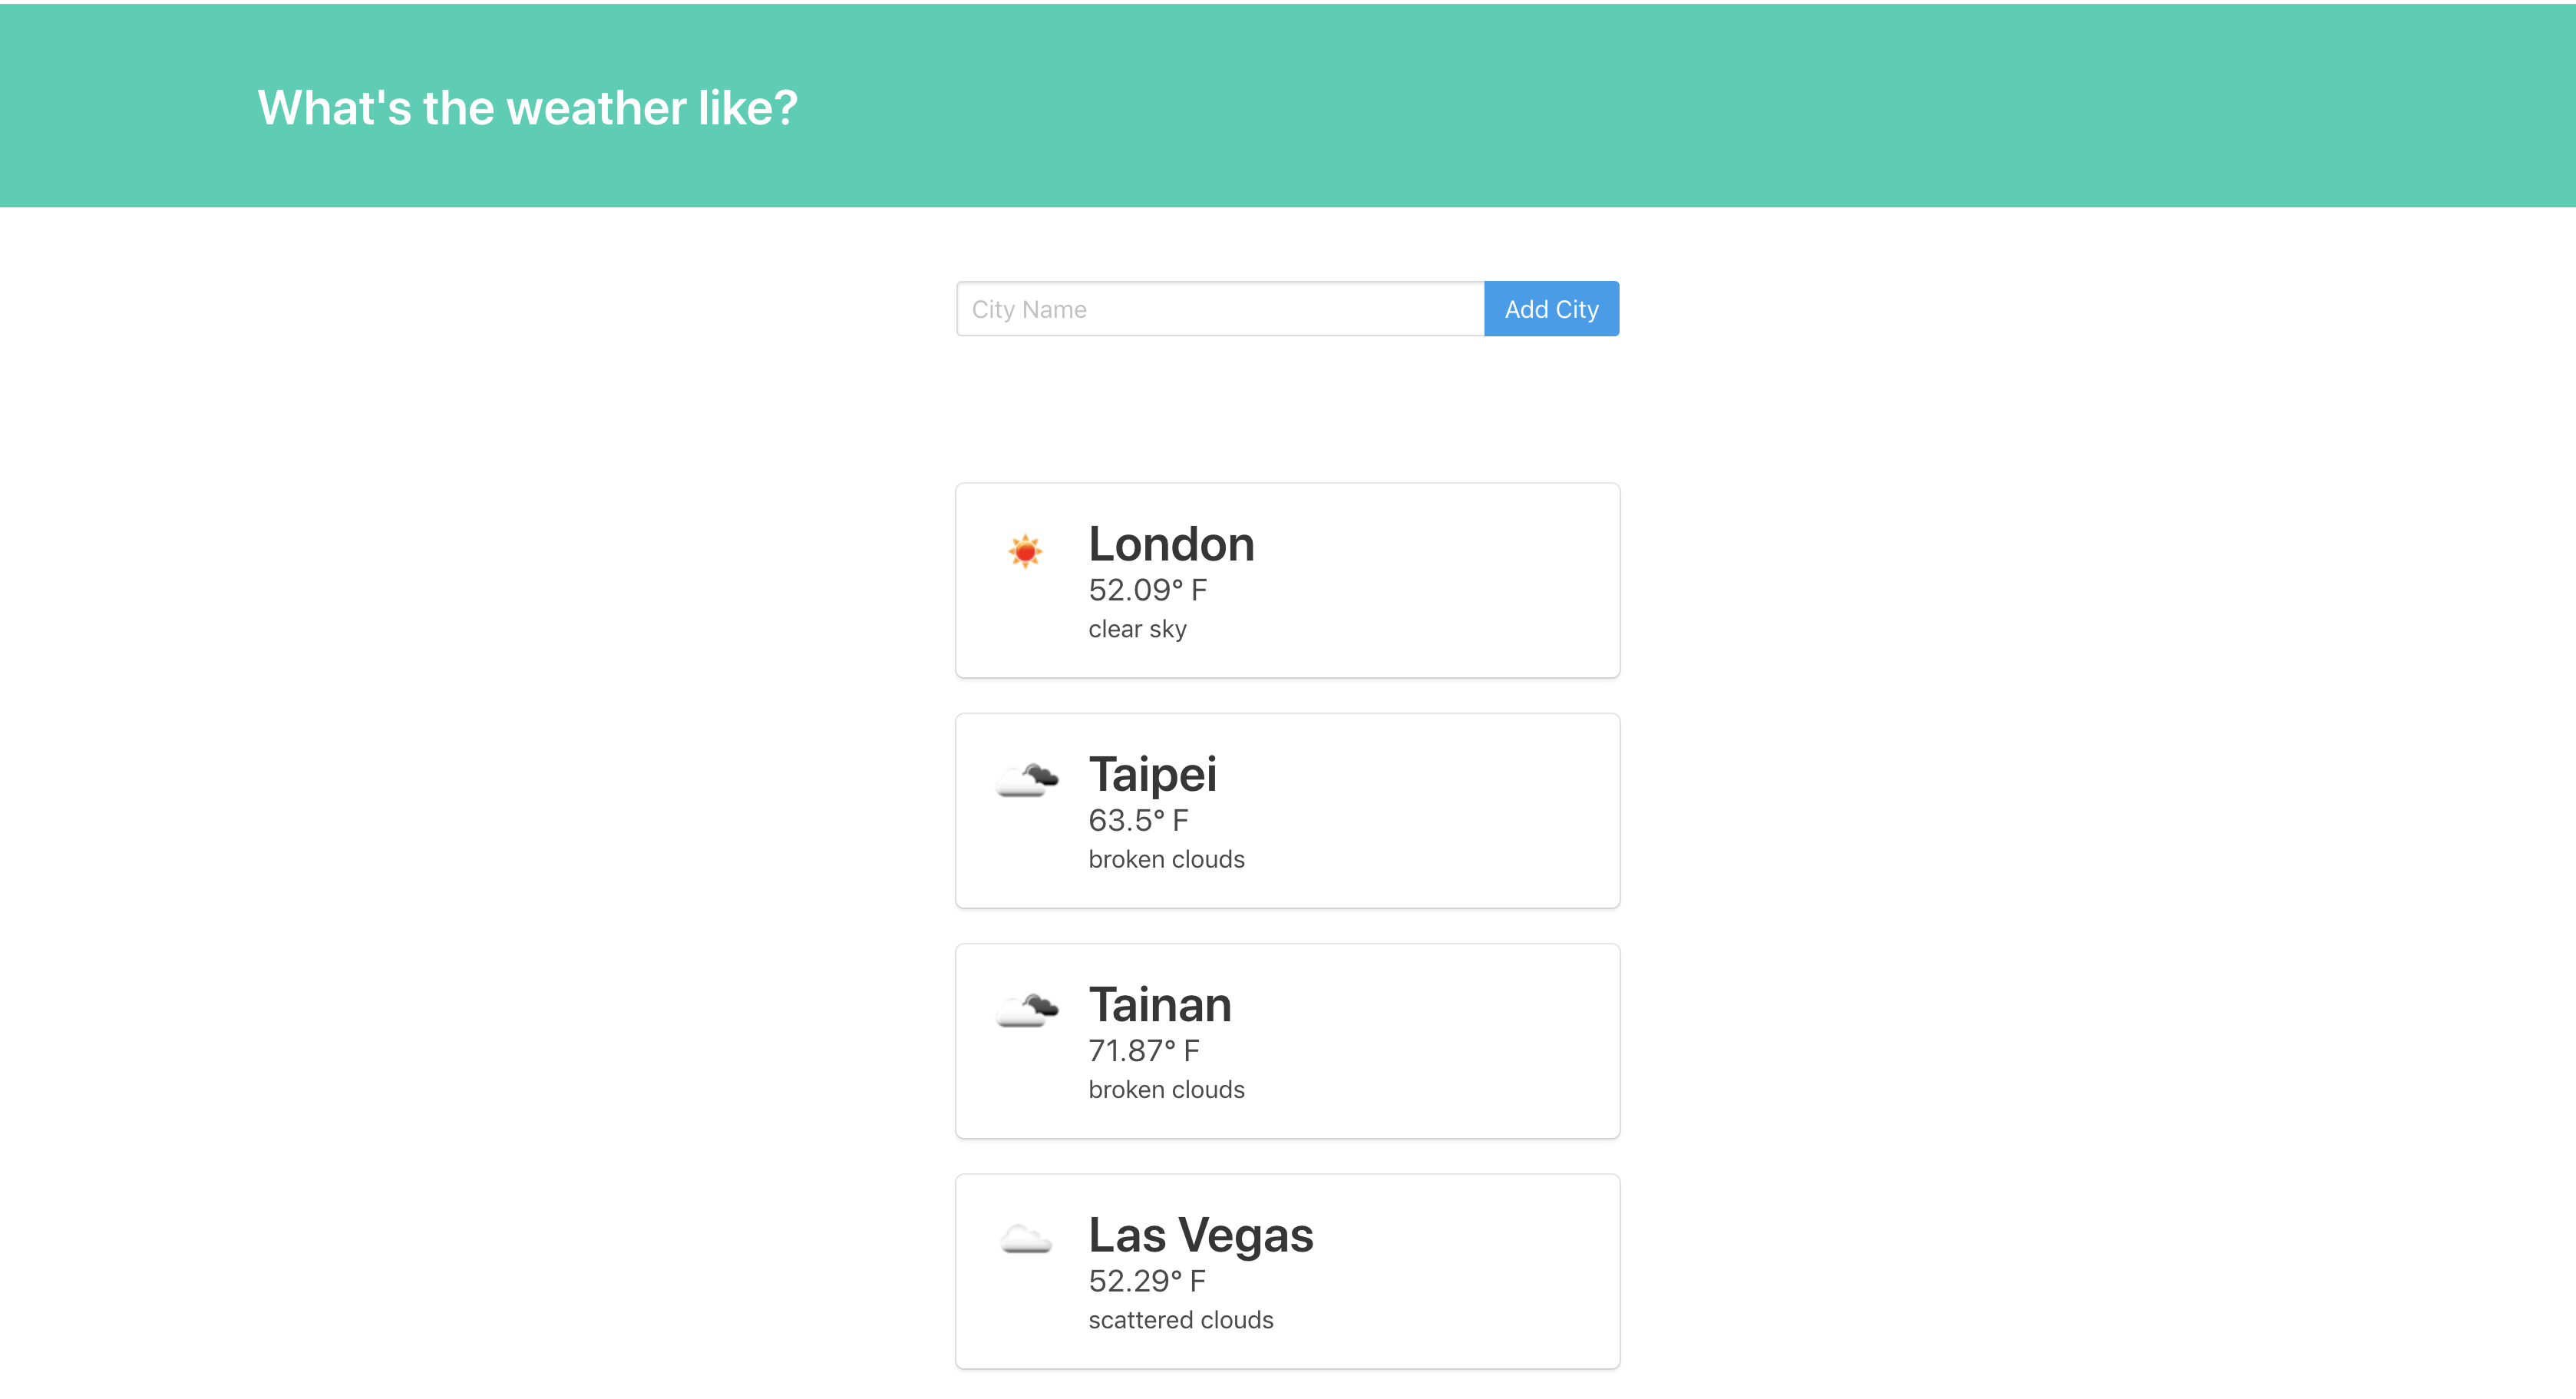 What's the weather like?
City Name
Add City
London
52.09° F
clear sky
Taipei
63.5° F
broken clouds
Tainan
71.87° F
broken clouds
Las Vegas
52.29° F
scattered clouds